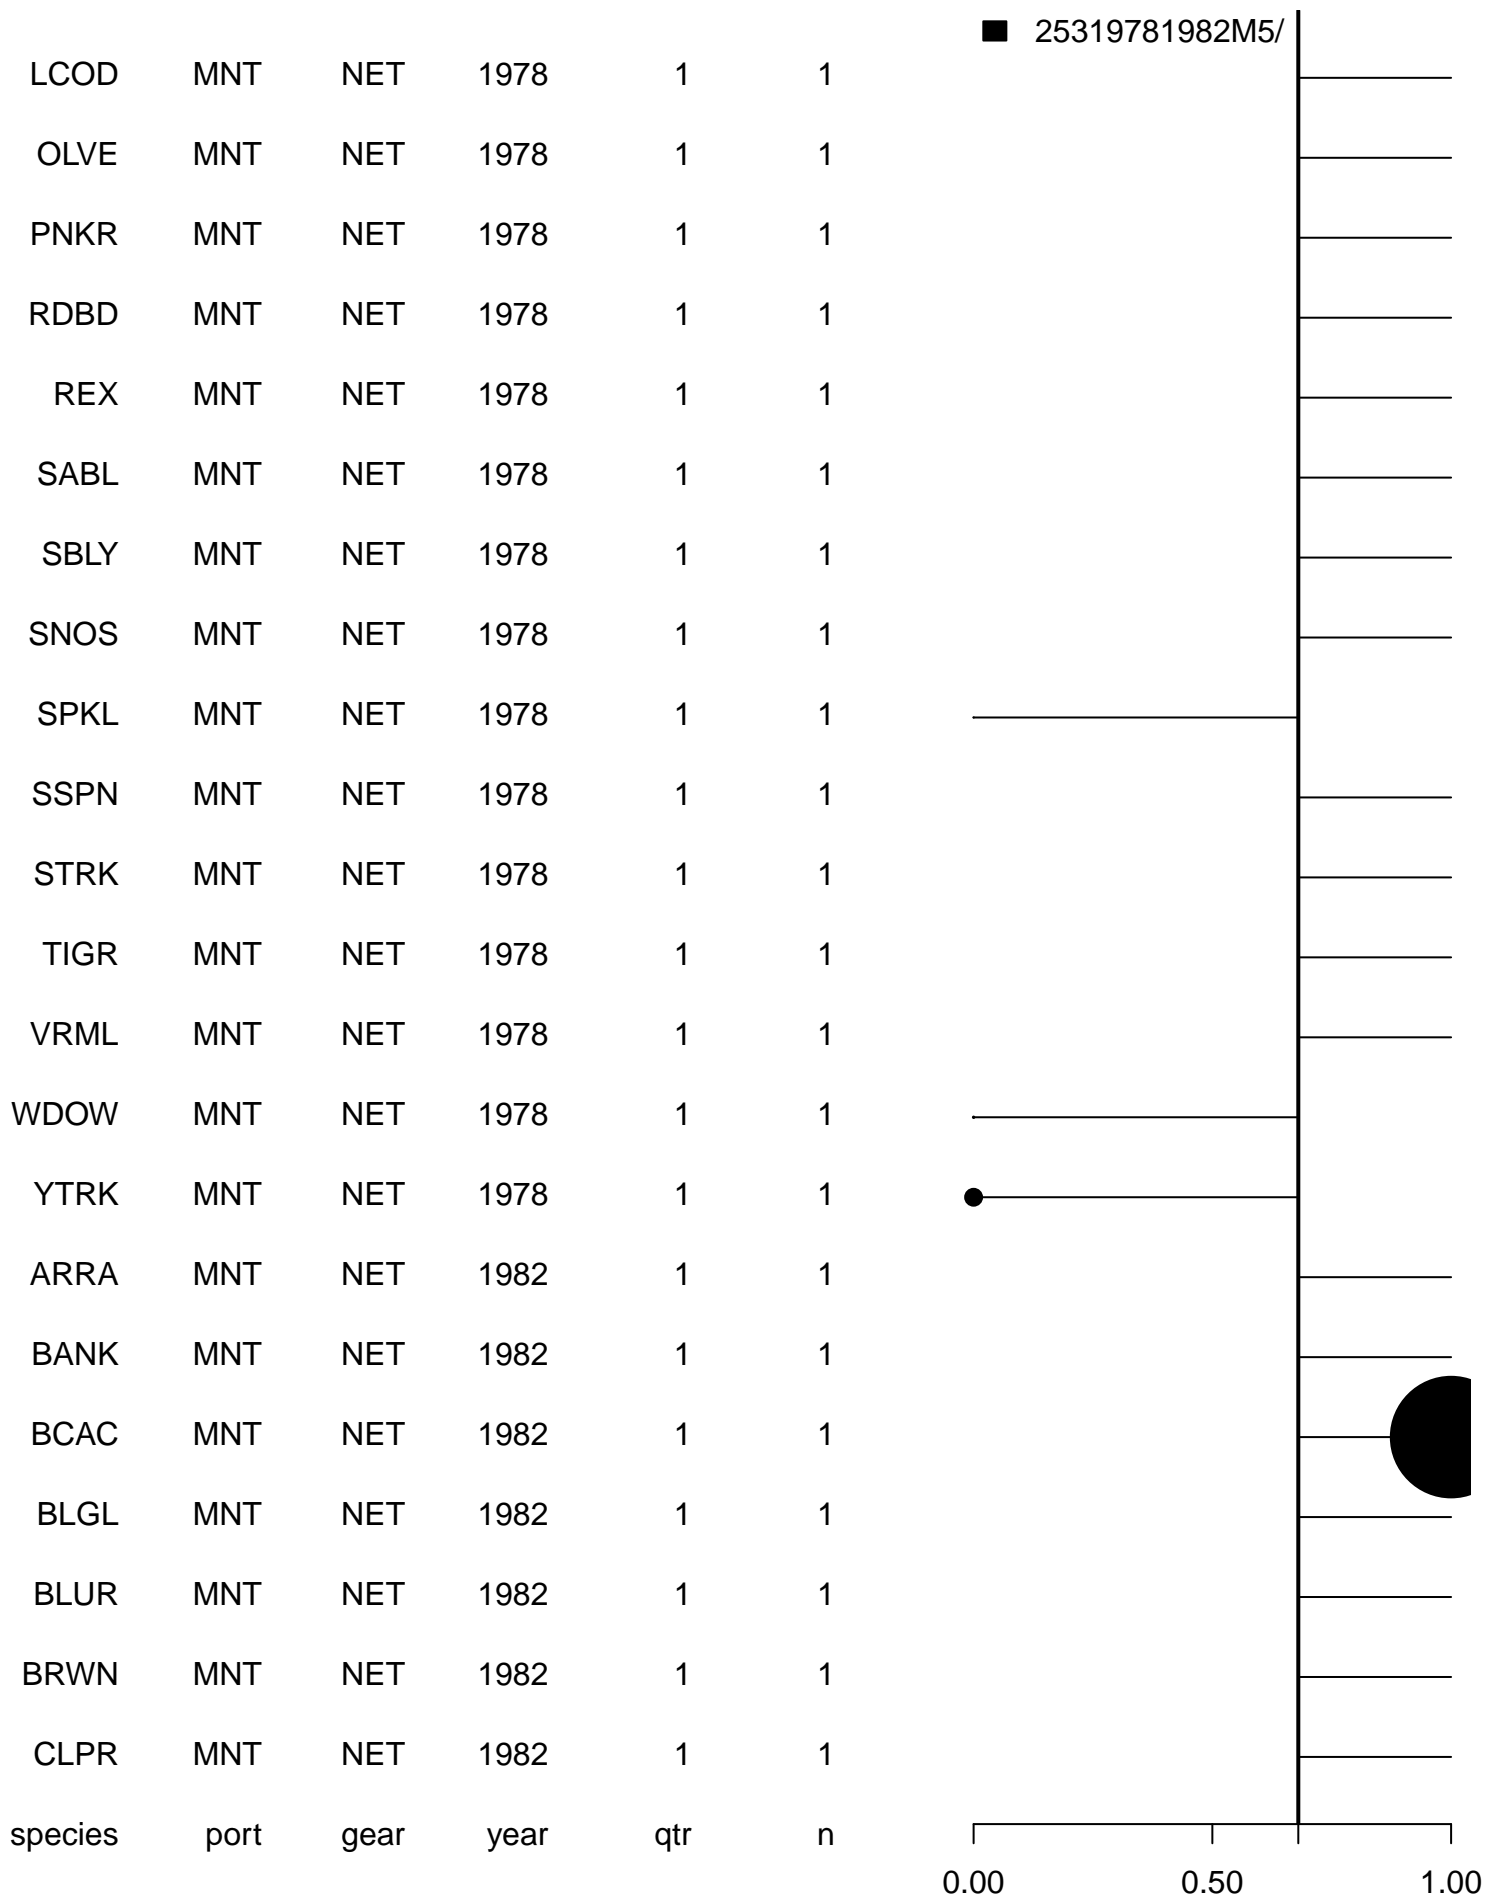 25319781982M5/
LCOD MNT NET 1978 1 1
OLVE MNT NET 1978 1 1
PNKR MNT NET 1978 1 1
RDBD MNT NET 1978 1 1
REX MNT NET 1978 1 1
SABL MNT NET 1978 1 1
SBLY MNT NET 1978 1 1
SNOS MNT NET 1978 1 1
SPKL MNT NET 1978 1 1
SSPN MNT NET 1978 1 1
STRK MNT NET 1978 1 1
TIGR MNT NET 1978 1 1
VRML MNT NET 1978 1 1
WDOW MNT NET 1978 1 1
YTRK MNT NET 1978 1 1
ARRA MNT NET 1982 1 1
BANK MNT NET 1982 1 1
BCAC MNT NET 1982 1 1
BLGL MNT NET 1982 1 1
BLUR MNT NET 1982 1 1
BRWN MNT NET 1982 1 1
CLPR MNT NET 1982 1 1
species port gear year qtr n
0.00 0.50 1.00